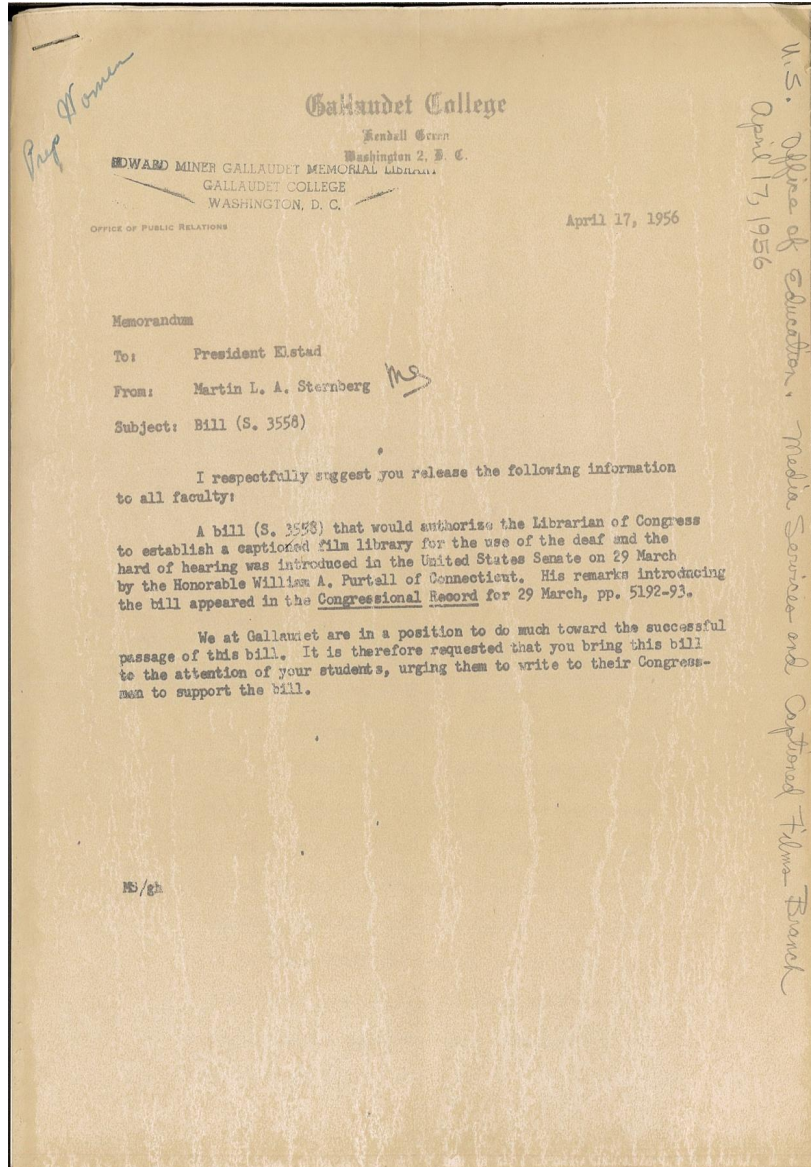 Prep Women
Gallaudet College
Kendall Green
Washington 2, D. C.
EDWARD MINER GALLAUDET MEMORIAL LIBRARY
GALLAUDET COLLEGE
WASHINGTON, D. C.
OFFICE OF PUBLIC RELATIONS
April 17, 1956
Memorandum
To: President Elstad
From: Martin L. A. Sternberg
Subject: Bill (S. 3558)
I respectfully suggest you release the following information
to all faculty:
A bill (S. 3558) that would authorize the Librarian of Congress
to establish a captioned film library for the use of the deaf and the
hard of hearing was introduced in the United States Senate on 29 March
by the Honorable William A. Purtell of Connecticut. His remarks introducing
the bill appeared in the Congressional Record for 29 March, pp. 5192-93.
We at Gallaudet are in a position to do much toward the successful
passage of this bill. It is therefore requested that you bring this bill
to the attention of your students, urging them to write to their Congress-
men to support the bill.
MS/gh
U.S. Office of Education. Media Services and Captioned Films Branch
April 17, 1956